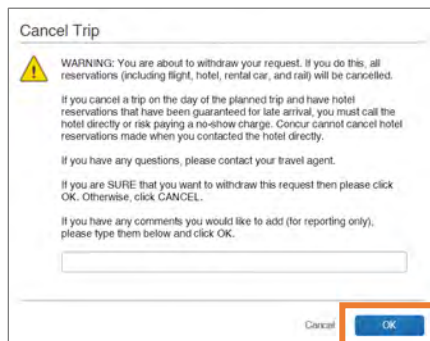 Cancel Trip
WARNING: You are about to withdraw your request. If you do this, all
reservations (including flight, hotel, rental car, and rail) will be cancelled.
If you cancel a trip on the day of the planned trip and have hotel
reservations that have been guaranteed for late arrival, you must call the
hotel directly or risk paying a no-show charge. Concur cannot cancel hotel
reservations made when you contacted the hotel directly.
If you have any questions, please contact your travel agent.
If you are SURE that you want to withdraw this request then please click
OK. Otherwise, click CANCEL.
If you have any comments you would like to add (for reporting only),
please type them below and click OK.
Cancel OK